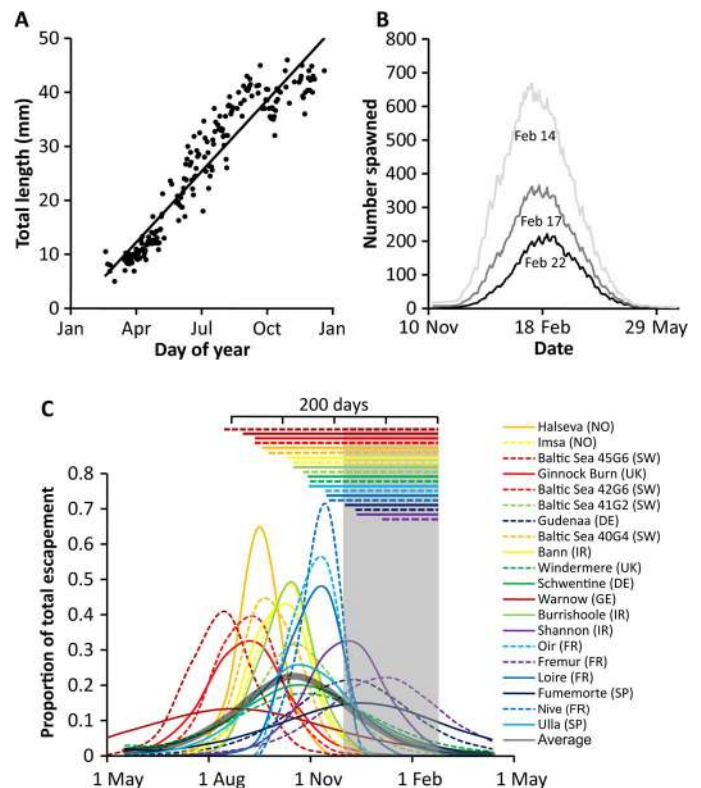 A
50
40
30
20
10
0
Total length (mm)
Jan Apr Jul Oct Jan
Day of year
B
800
700
600
500
400
300
200
100
0
Number spawned
Feb 14
Feb 17
Feb 22
10 Nov 18 Feb 29 May
Date
C
200 days
0.8
0.7
0.6
0.5
0.4
0.3
0.2
0.1
0
Proportion of total escapement
1 May 1 Aug 1 Nov 1 Feb 1 May
Halseva (NO)
Imsa (NO)
Baltic Sea 45G6 (SW)
Ginnock Burn (UK)
Baltic Sea 42G6 (SW)
Baltic Sea 41G2 (SW)
Gudenaa (DE)
Baltic Sea 40G4 (SW)
Bann (IR)
Windermere (UK)
Schwentine (DE)
Warnow (GE)
Burrishoole (IR)
Shannon (IR)
Oir (FR)
Fremur (FR)
Loire (FR)
Fumemorte (SP)
Nive (FR)
Ulla (SP)
Average